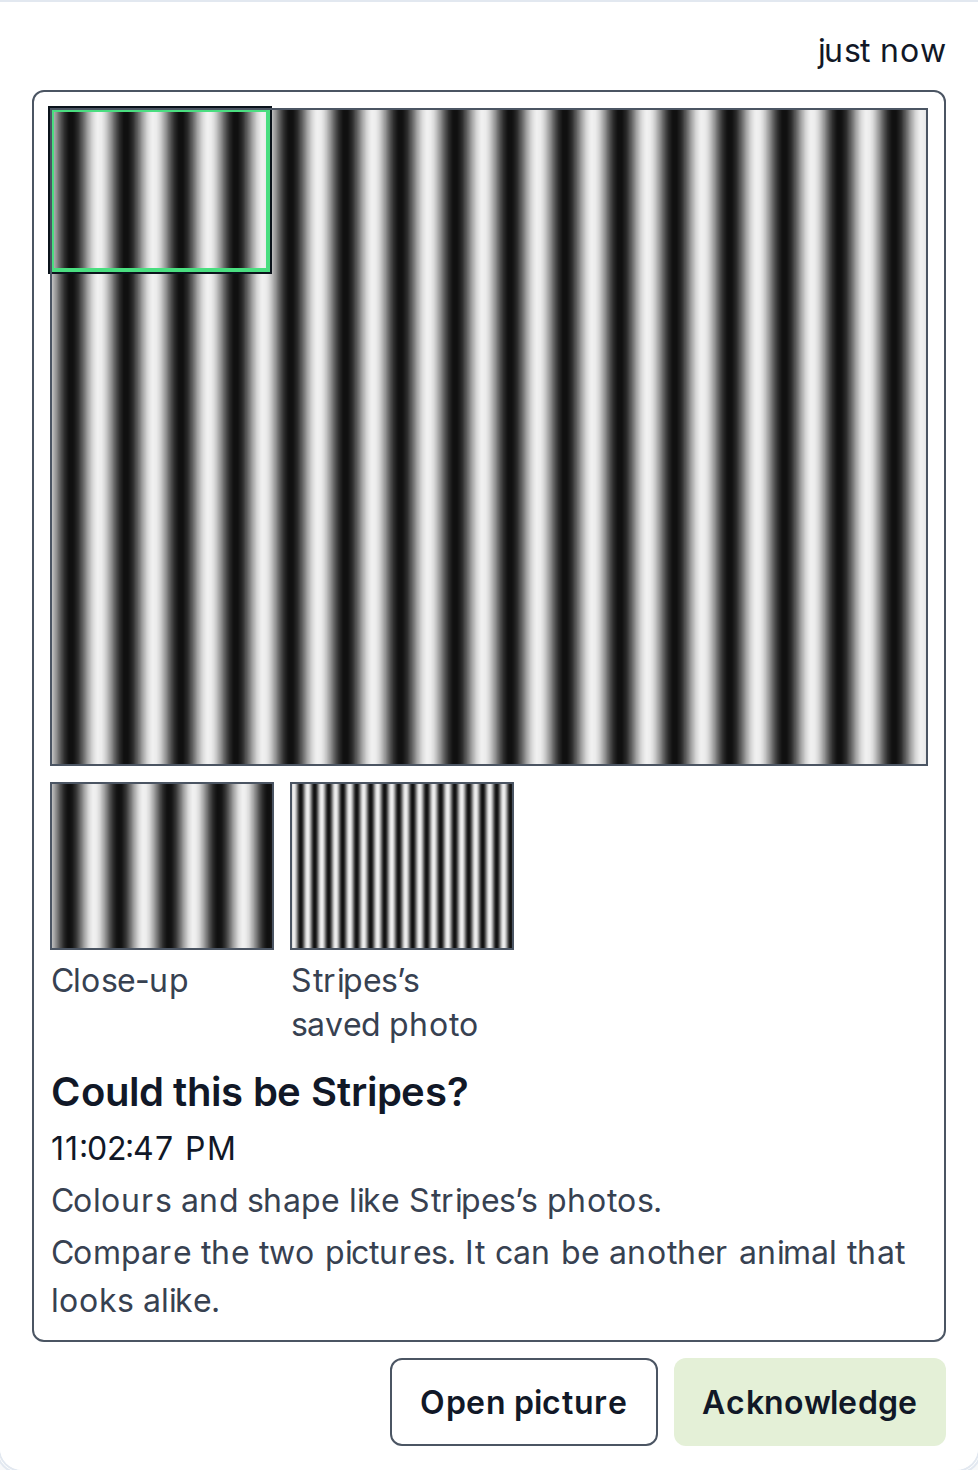 just now
Close-up
Stripes’s
saved photo
Could this be Stripes?
11:02:47 PM
Colours and shape like Stripes’s photos.
Compare the two pictures. It can be another animal that
looks alike.
Open picture
Acknowledge